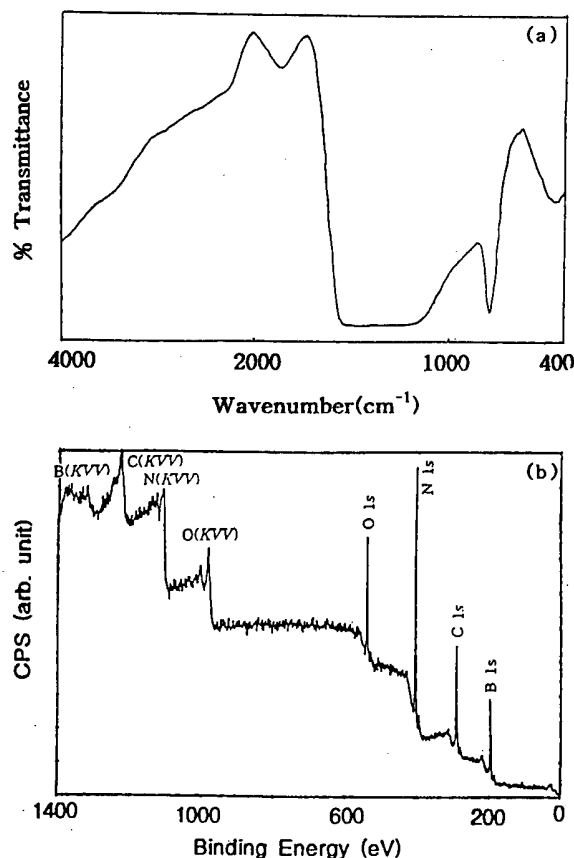 (a)
% Transmittance
4000 2000 1000 400
Wavenumber(cm⁻¹)
(b)
B(KVV)
C(KVV)
N(KVV)
O(KVV)
O 1s
N 1s
C 1s
B 1s
CPS (arb. unit)
1400 1000 600 200 0
Binding Energy (eV)